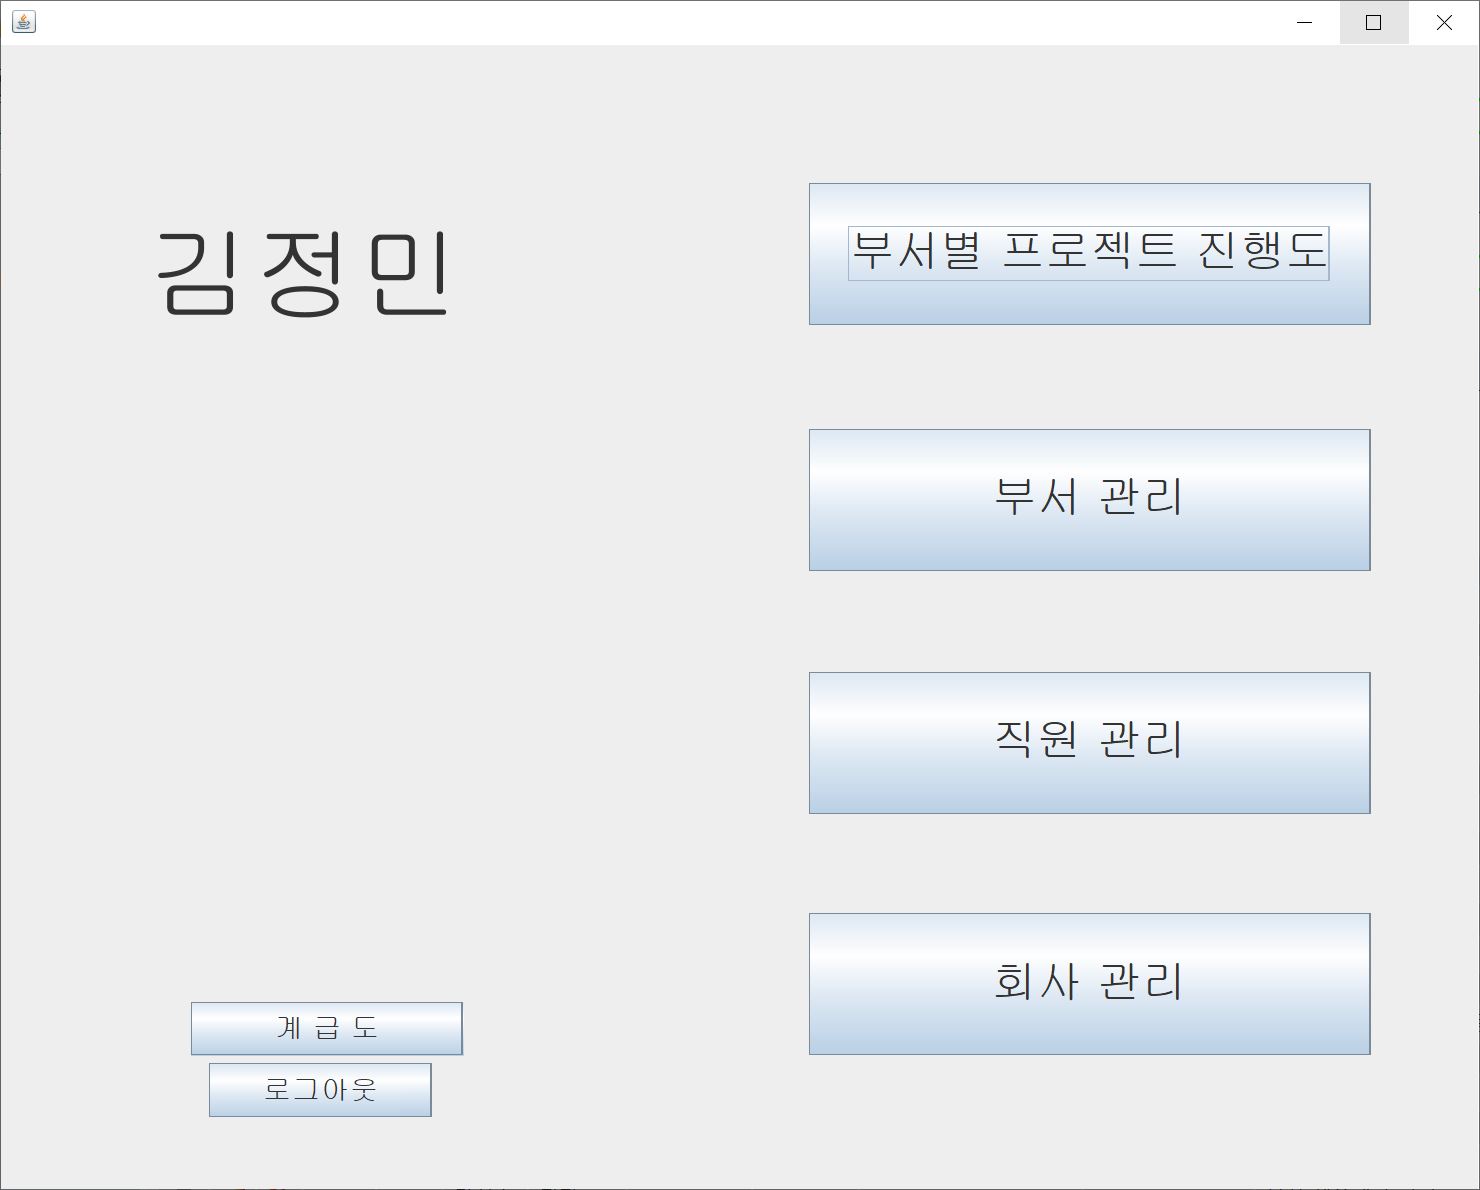 김정민
부서별 프로젝트 진행도
부서 관리
직원 관리
회사 관리
계 급 도
로그아웃